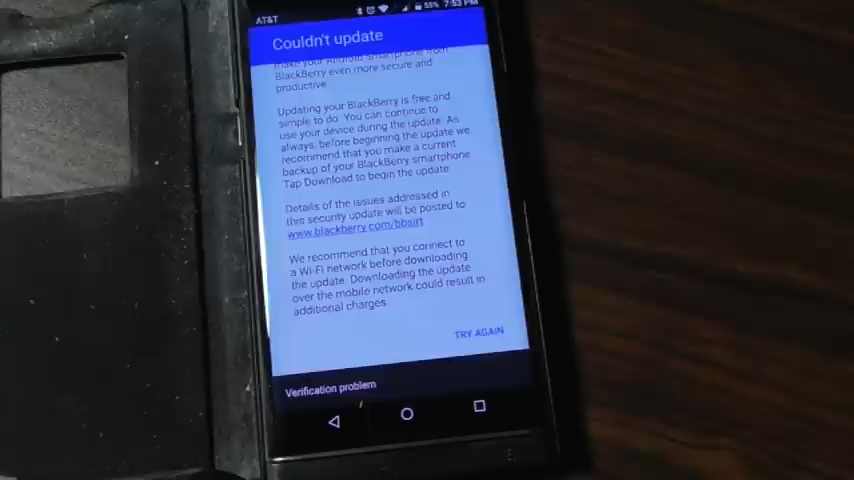 AT&T 55% 7:53 PM
Couldn't update
make your Android smartphone from
BlackBerry even more secure and
productive.
Updating your BlackBerry is free and
simple to do. You can continue to
use your device during the update. As
always, before beginning the update we
recommend that you make a current
backup of your BlackBerry smartphone
Tap Download to begin the update.
Details of the issues addressed in
this security update will be posted to
www.blackberry.com/bbsirt
We recommend that you connect to
a Wi-Fi network before downloading
the update. Downloading the update
over the mobile network could result in
additional charges.
TRY AGAIN
Verification problem